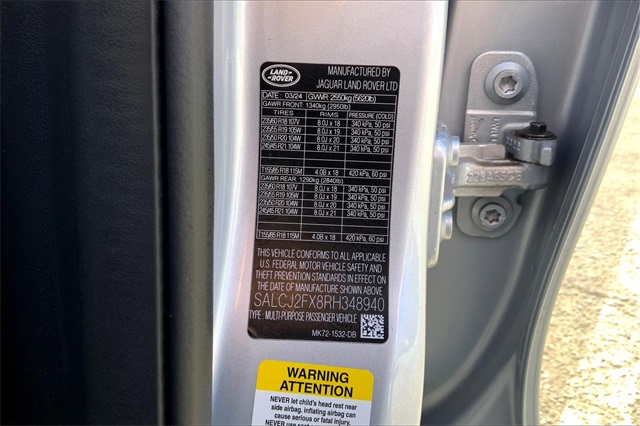 LAND
ROVER
MANUFACTURED BY
JAGUAR LAND ROVER LTD
DATE : 03/24 GVWR 2550kg (5620lb)
GAWR FRONT: 1340kg (2950lb)
TIRES RIMS PRESSURE (COLD)
235/60 R18 107V 8.0J x 18 340 kPa, 50 psi
235/55 R19 105W 8.0J x 19 340 kPa, 50 psi
235/50 R20 104W 8.0J x 20 340 kPa, 50 psi
245/45 R21 104W 8.0J x 21 340 kPa, 50 psi
T155/85 R18 115M 4.0B x 18 420 kPa, 60 psi
GAWR REAR: 1290kg (2840lb)
235/60 R18 107V 8.0J x 18 340 kPa, 50 psi
235/55 R19 105W 8.0J x 19 340 kPa, 50 psi
235/50 R20 104W 8.0J x 20 340 kPa, 50 psi
245/45 R21 104W 8.0J x 21 340 kPa, 50 psi
T155/85 R18 115M 4.0B x 18 420 kPa, 60 psi
THIS VEHICLE CONFORMS TO ALL APPLICABLE
U.S. FEDERAL MOTOR VEHICLE SAFETY AND
THEFT PREVENTION STANDARDS IN EFFECT ON
THE DATE OF MANUFACTURE SHOWN ABOVE.
SALCJ2FX8RH348940
TYPE : MULTI-PURPOSE PASSENGER VEHICLE
MK72-1532-DB
WARNING
ATTENTION
NEVER let child's head rest near
side airbag. Inflating airbag can
cause serious or fatal injury.